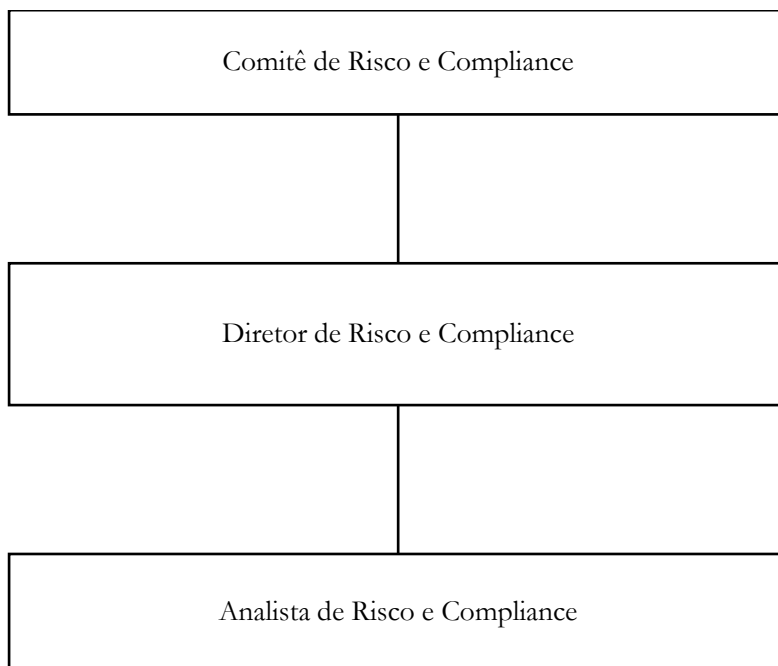 Comitê de Risco e Compliance
Diretor de Risco e Compliance
Analista de Risco e Compliance